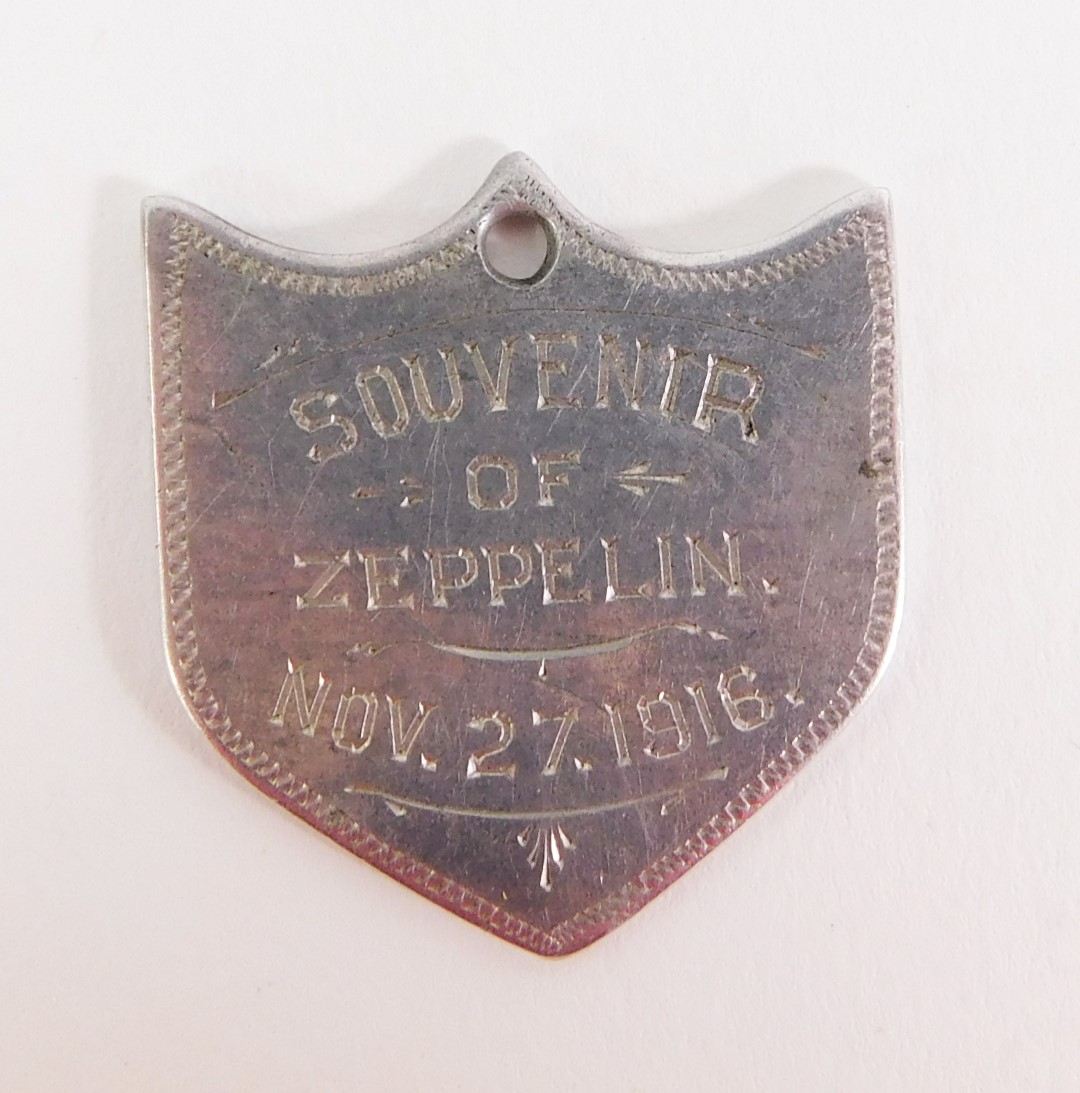 SOUVENIR
OF
ZEPPELIN.
NOV. 27. 1916.